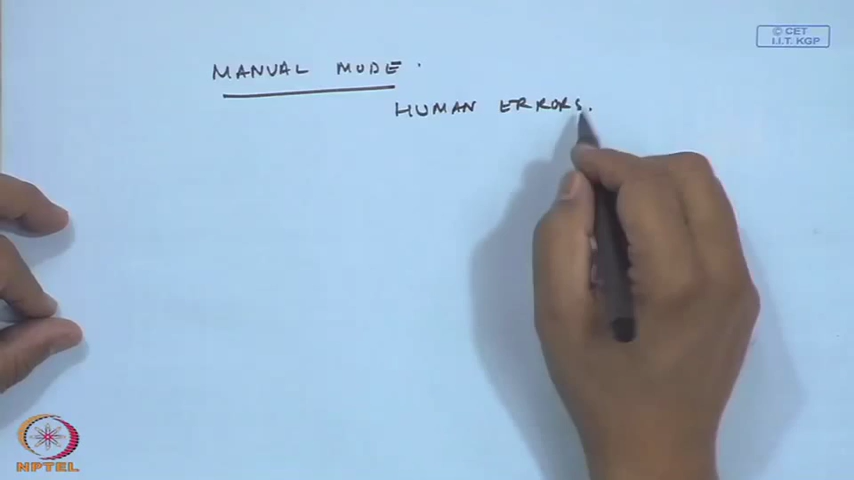 © CET
I.I.T. KGP
MANUAL MODE.
HUMAN ERRORS.
NPTEL